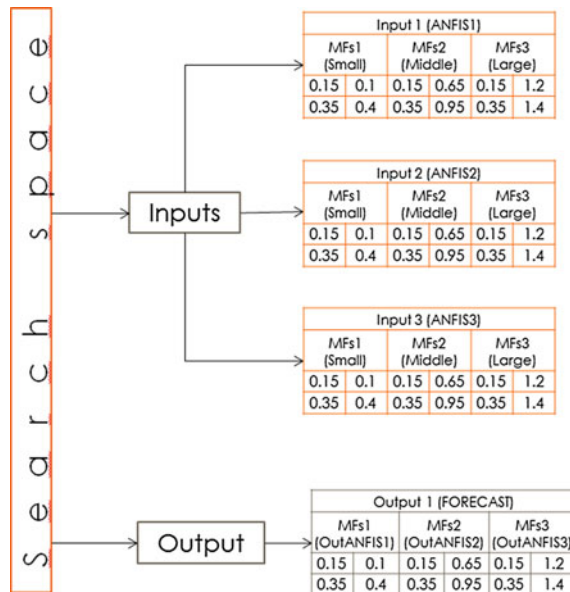 Search space
Inputs
Output
Input 1 (ANFIS1)
MFs1 MFs2 MFs3
(Small) (Middle) (Large)
0.15 0.1 0.15 0.65 0.15 1.2
0.35 0.4 0.35 0.95 0.35 1.4
Input 2 (ANFIS2)
MFs1 MFs2 MFs3
(Small) (Middle) (Large)
0.15 0.1 0.15 0.65 0.15 1.2
0.35 0.4 0.35 0.95 0.35 1.4
Input 3 (ANFIS3)
MFs1 MFs2 MFs3
(Small) (Middle) (Large)
0.15 0.1 0.15 0.65 0.15 1.2
0.35 0.4 0.35 0.95 0.35 1.4
Output 1 (FORECAST)
MFs1 MFs2 MFs3
(OutANFIS1) (OutANFIS2) (OutANFIS3)
0.15 0.1 0.15 0.65 0.15 1.2
0.35 0.4 0.35 0.95 0.35 1.4